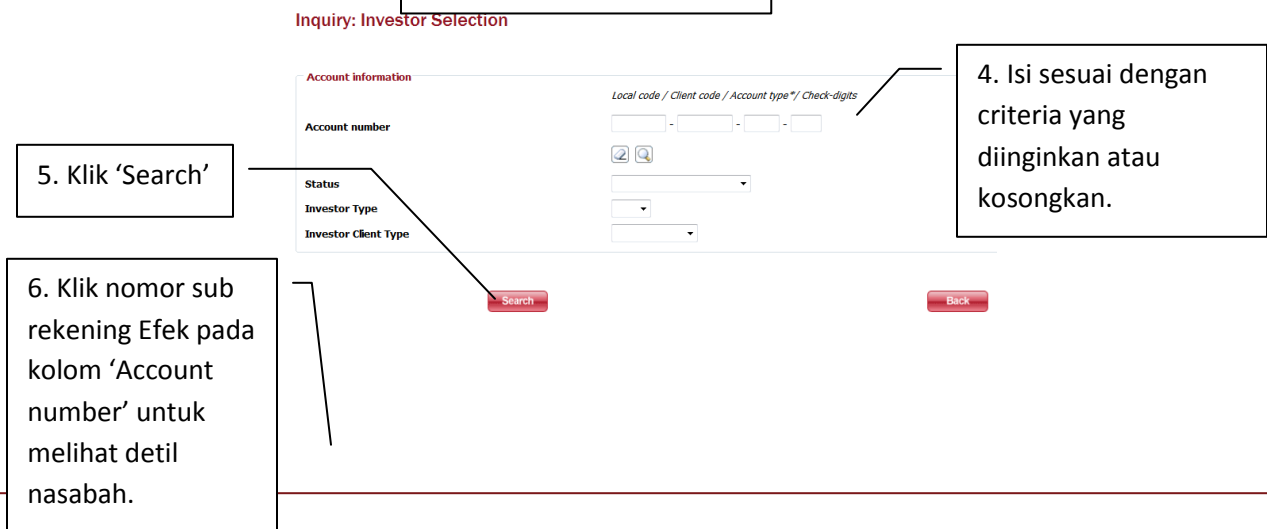 Inquiry: Investor Selection
Account information
Local code / Client code / Account type*/ Check-digits
Account number
- - -
Status
Investor Type
Investor Client Type
Search
Back
4. Isi sesuai dengan
criteria yang
diinginkan atau
kosongkan.
5. Klik ‘Search’
6. Klik nomor sub
rekening Efek pada
kolom ‘Account
number’ untuk
melihat detil
nasabah.